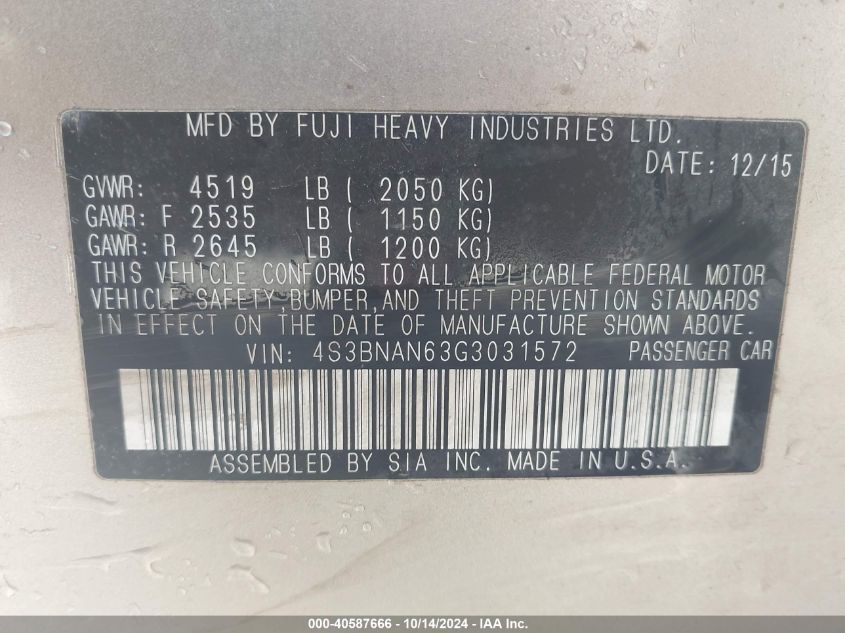 MFD BY FUJI HEAVY INDUSTRIES LTD.
DATE: 12/15
GVWR: 4519 LB ( 2050 KG)
GAWR: F 2535 LB ( 1150 KG)
GAWR: R 2645 LB ( 1200 KG)
THIS VEHICLE CONFORMS TO ALL APPLICABLE FEDERAL MOTOR
VEHICLE SAFETY,BUMPER,AND THEFT PREVENTION STANDARDS
IN EFFECT ON THE DATE OF MANUFACTURE SHOWN ABOVE.
VIN: 4S3BNAN63G3031572 PASSENGER CAR
ASSEMBLED BY SIA INC. MADE IN U.S.A.
000-40587666 - 10/14/2024 - IAA Inc.